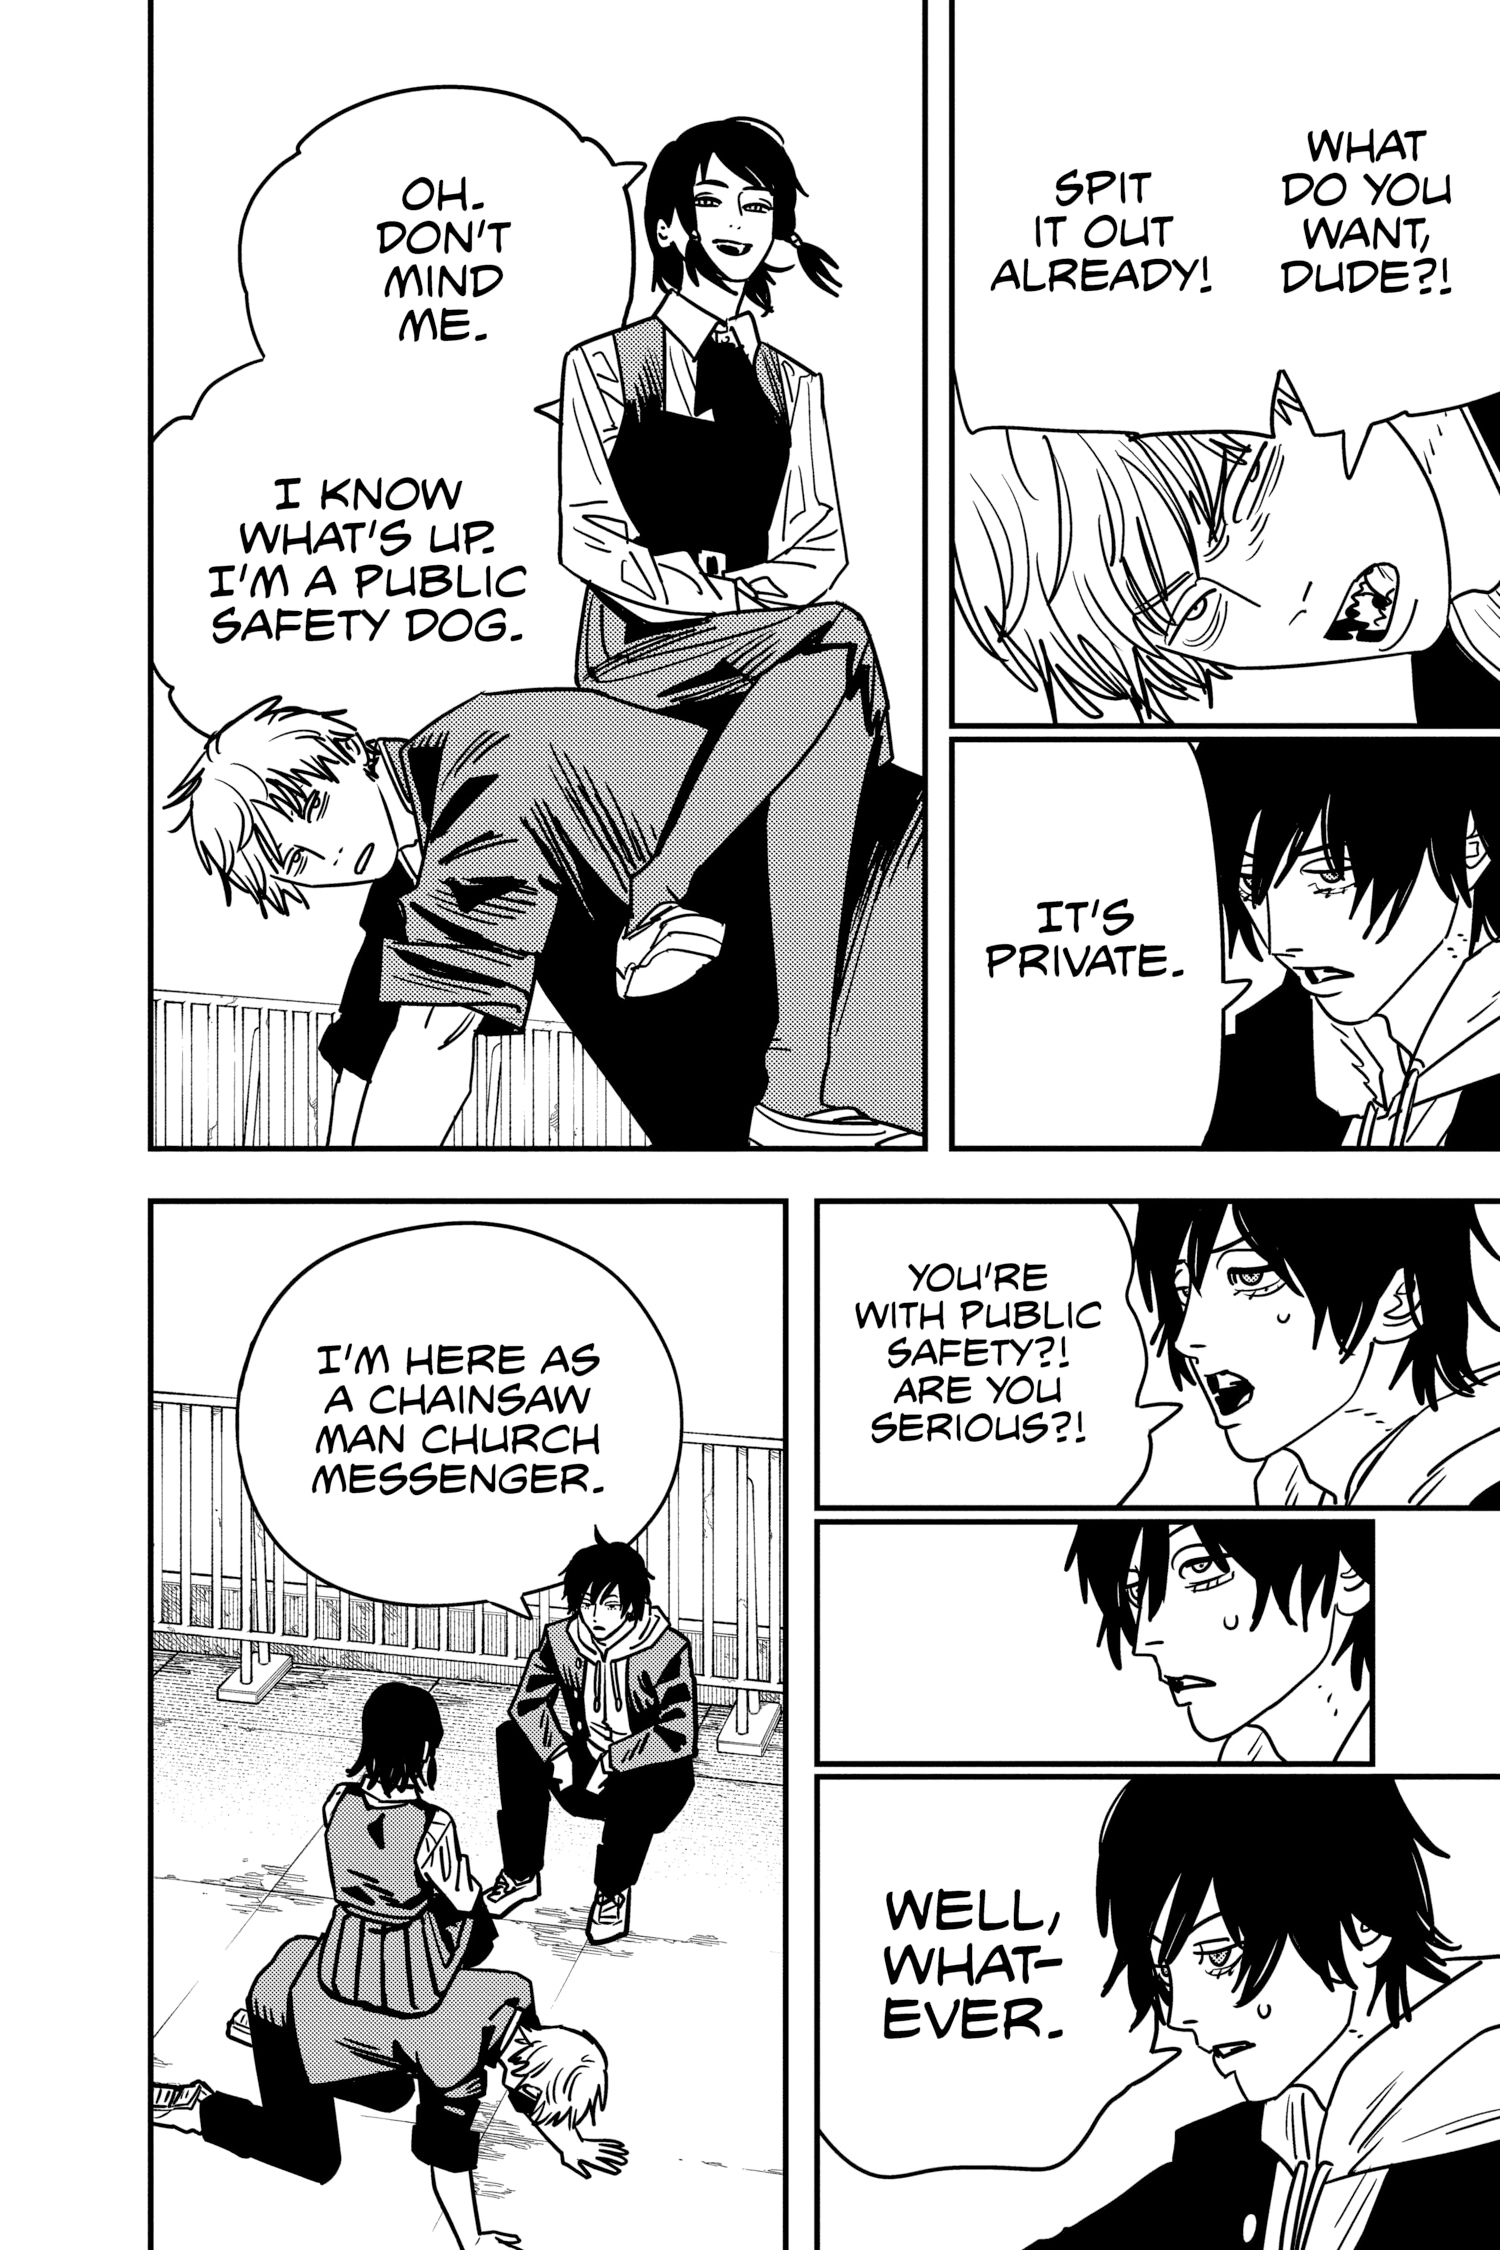 WHAT
DO YOU
WANT,
DUDE?!
SPIT
IT OUT
ALREADY!
IT'S
PRIVATE.
OH.
DON'T
MIND
ME.
I KNOW
WHAT'S UP.
I'M A PUBLIC
SAFETY DOG.
YOU'RE
WITH PUBLIC
SAFETY?!
ARE YOU
SERIOUS?!
WELL,
WHAT-
EVER.
I'M HERE AS
A CHAINSAW
MAN CHURCH
MESSENGER.